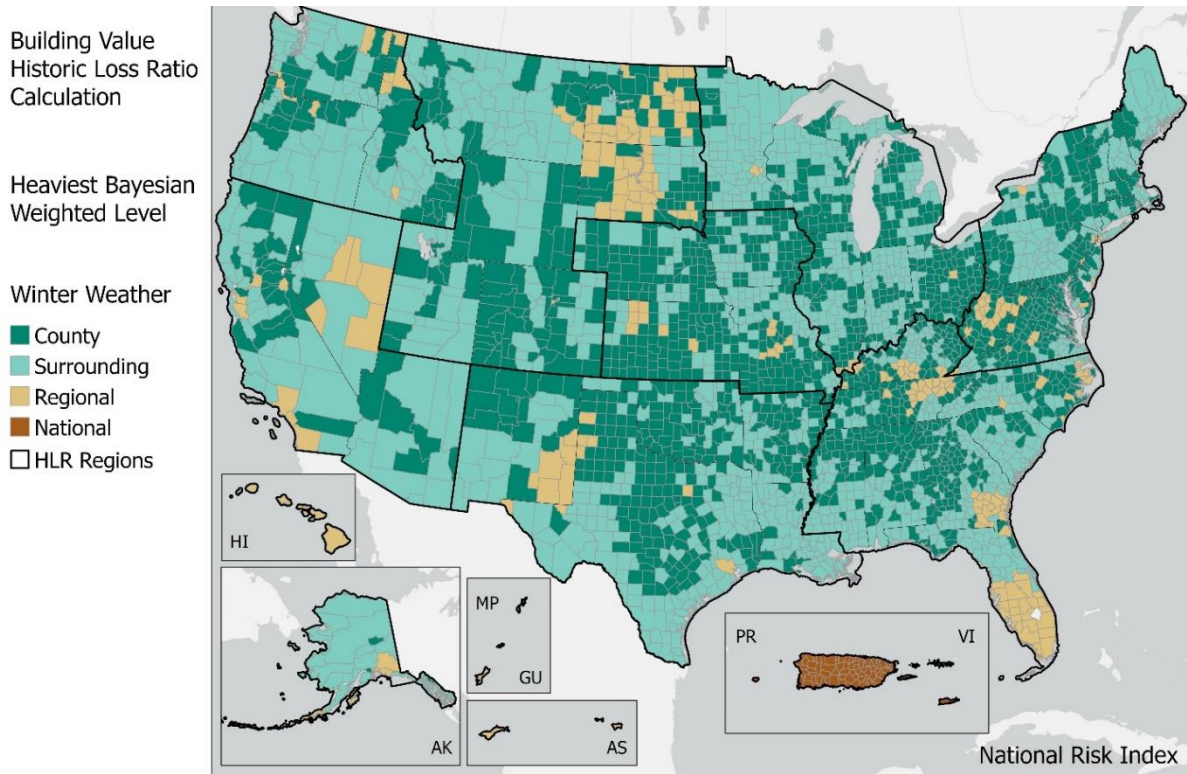 Building Value
Historic Loss Ratio
Calculation
Heaviest Bayesian
Weighted Level
Winter Weather
County
Surrounding
Regional
National
HLR Regions
HI
AK
MP
GU
AS
PR
VI
National Risk Index